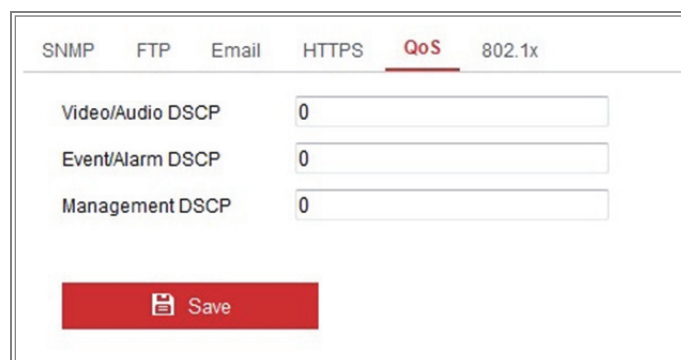 SNMP FTP Email HTTPS QoS 802.1x
Video/Audio DSCP 0
Event/Alarm DSCP 0
Management DSCP 0
Save